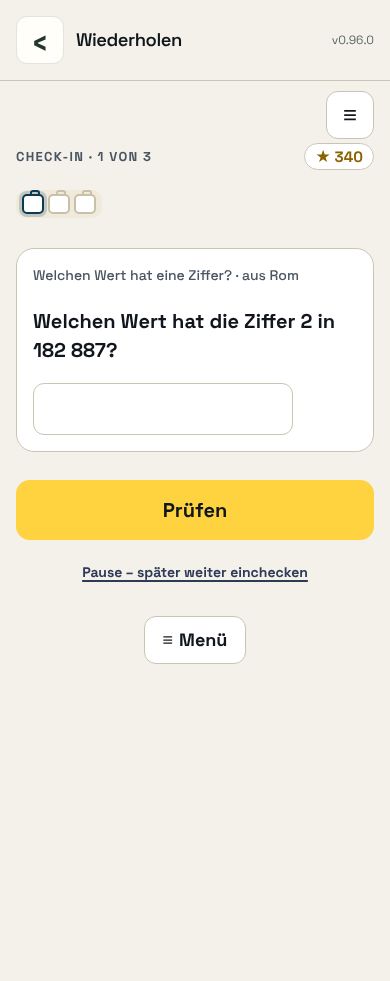 < Wiederholen v0.96.0
≡
CHECK-IN · 1 VON 3 ★ 340
Welchen Wert hat eine Ziffer? · aus Rom
Welchen Wert hat die Ziffer 2 in
182 887?
Prüfen
Pause – später weiter einchecken
≡ Menü